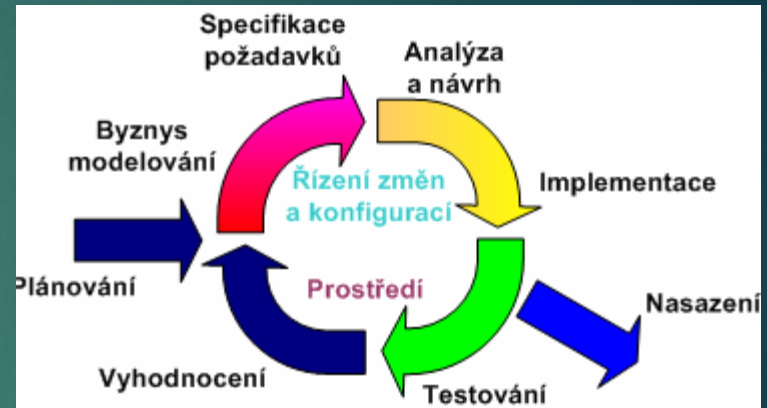 Specifikace
požadavků
Analýza
a návrh
Byznys
modelování
Řízení změn
a konfigurací
Implementace
Plánování
Prostředí
Nasazení
Vyhodnocení
Testování